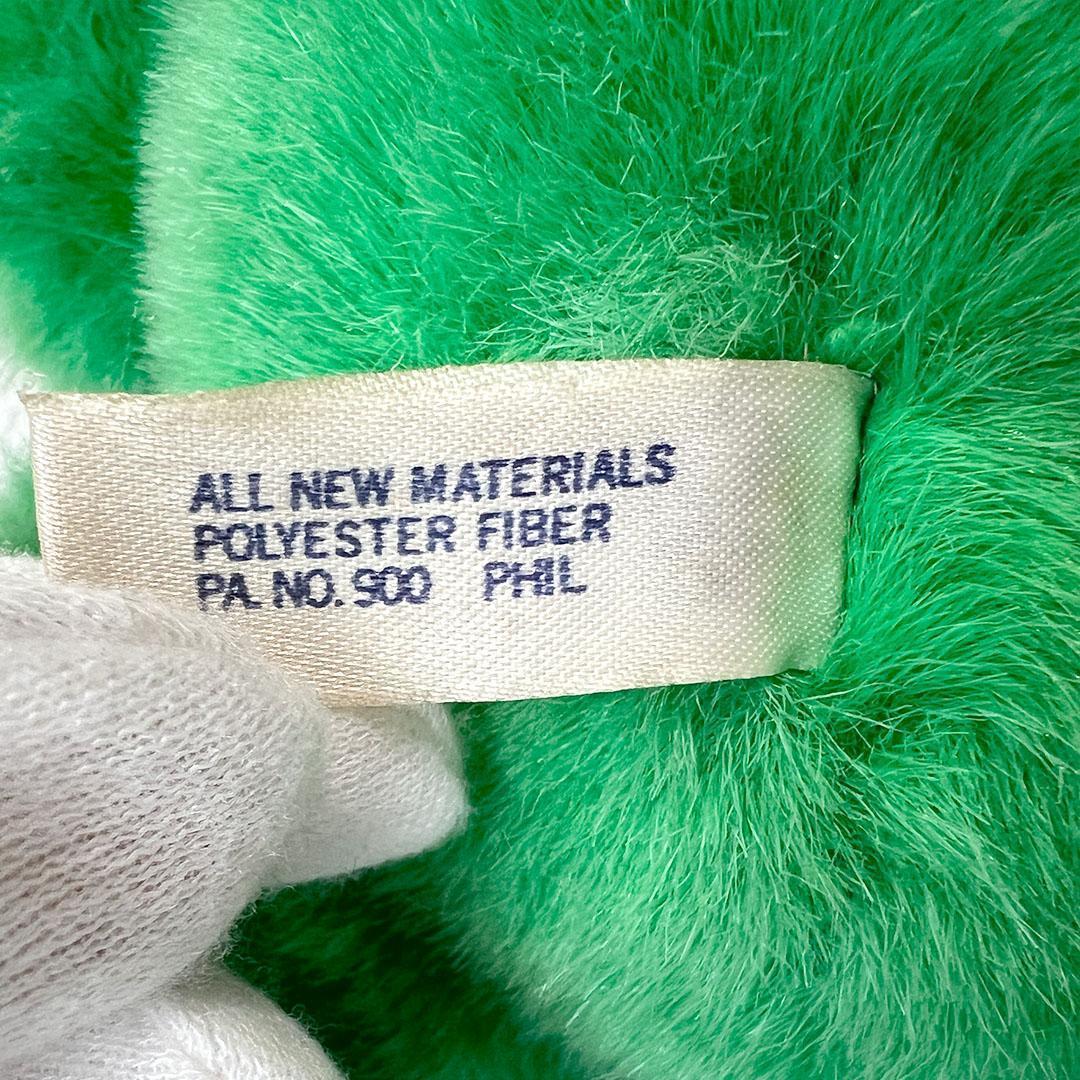 ALL NEW MATERIALS
POLYESTER FIBER
PA. NO. 900 PHIL